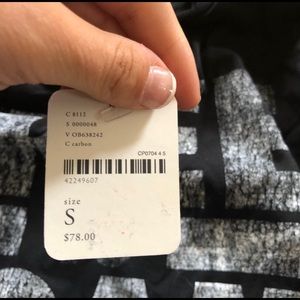 C 8112
S 0000048
V OB638242
C carbon
CP0704 4 S
42249607
size
S
$78.00